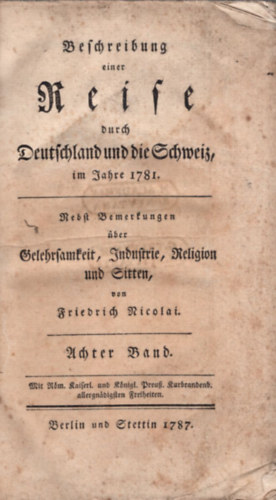 Beschreibung
einer
Reise
durch
Deutschland und die Schweiz,
im Jahre 1781.
Nebst Bemerkungen
über
Gelehrsamkeit, Industrie, Religion
und Sitten,
von
Friedrich Nicolai.
Achter Band.
Mit Röm. Kaiserl. und Königl. Preuß. Kurbrandenb.
allergnädigsten Freiheiten.
Berlin und Stettin 1787.